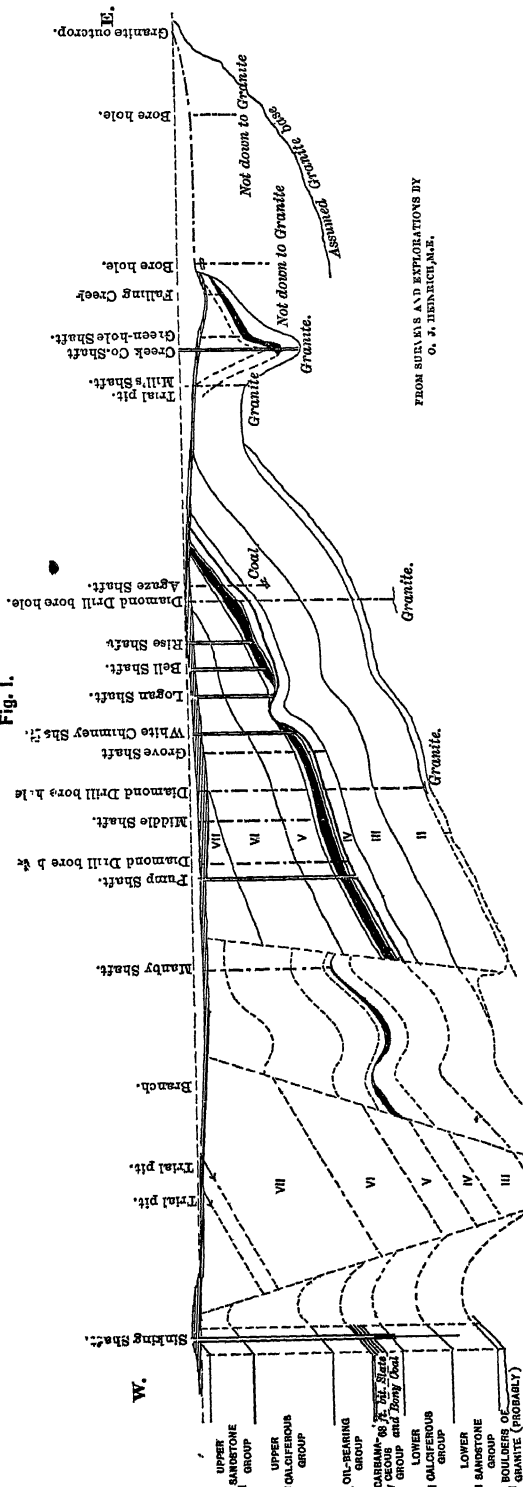 Fig. 1.
W.
E.
Sinking Shaft.
Trial pit.
Trial pit.
Branch.
Manby Shaft.
Pump Shaft.
Diamond Drill bore
Middle Shaft.
Diamond Drill bore
Grove Shaft
White Chimney
Logan Shaft.
Bell Shaft.
Rise Shaft
Diamond Drill bore hole.
Agaze Shaft.
Trial pit.
Mill's Shaft.
Creek Co. Shaft
Green-hole Shaft.
Falling Creek
Bore hole.
Bore hole.
Granite outcrop.
VII
VI
V
IV
III
VII
VI
V
IV
III
II
Coal
Granite.
Granite.
Granite
Granite.
Not down to Granite
Not down to Granite
Assumed Granite base
UPPER
SANDSTONE
GROUP
UPPER
CALCIFEROUS
GROUP
OIL-BEARING
GROUP
CARBANA-
CEOUS
GROUP
68 ft. bit. Slate
and Bony Coal
LOWER
CALCIFEROUS
GROUP
LOWER
SANDSTONE
GROUP
BOULDERS OF
GRANITE (PROBABLY)
FROM SURVEYS AND EXPLORATIONS BY
O. J. HEINRICH, M.E.